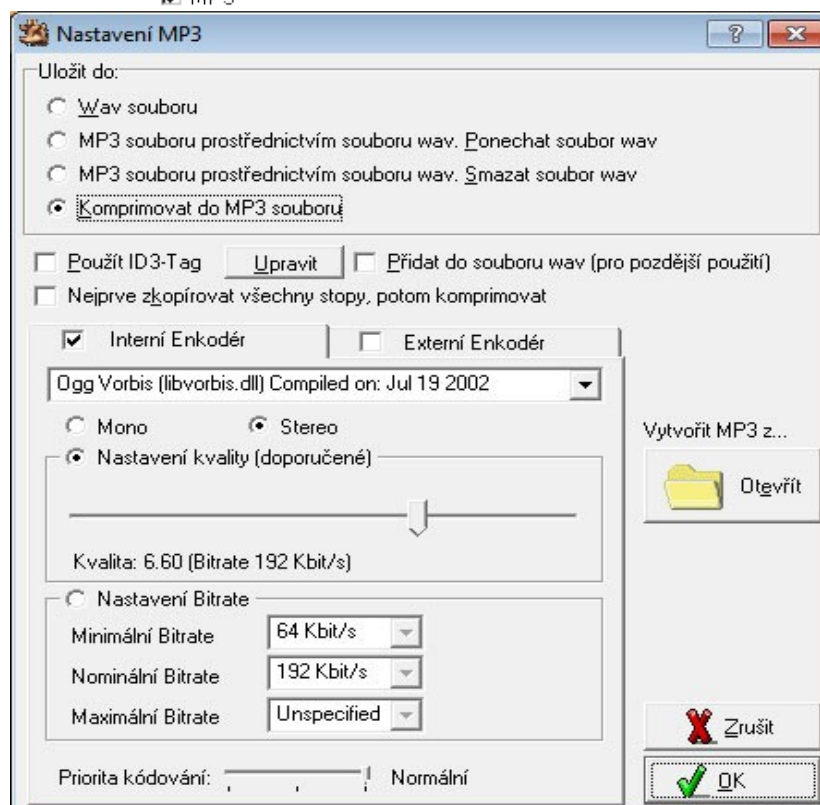 MP3
Nastavení MP3
Uložit do:
Wav souboru
MP3 souboru prostřednictvím souboru wav. Ponechat soubor wav
MP3 souboru prostřednictvím souboru wav. Smazat soubor wav
Komprimovat do MP3 souboru
Použít ID3-Tag Upravit Přidat do souboru wav (pro pozdější použití)
Nejprve zkopírovat všechny stopy, potom komprimovat
Interní Enkodér Externí Enkodér
Ogg Vorbis (libvorbis.dll) Compiled on: Jul 19 2002
Mono Stereo
Vytvořit MP3 z...
Nastavení kvality (doporučené)
Otevřít
Kvalita: 6.60 (Bitrate 192 Kbit/s)
Nastavení Bitrate
Minimální Bitrate 64 Kbit/s
Nominální Bitrate 192 Kbit/s
Maximální Bitrate Unspecified
Zrušit
Priorita kódování: Normální
OK